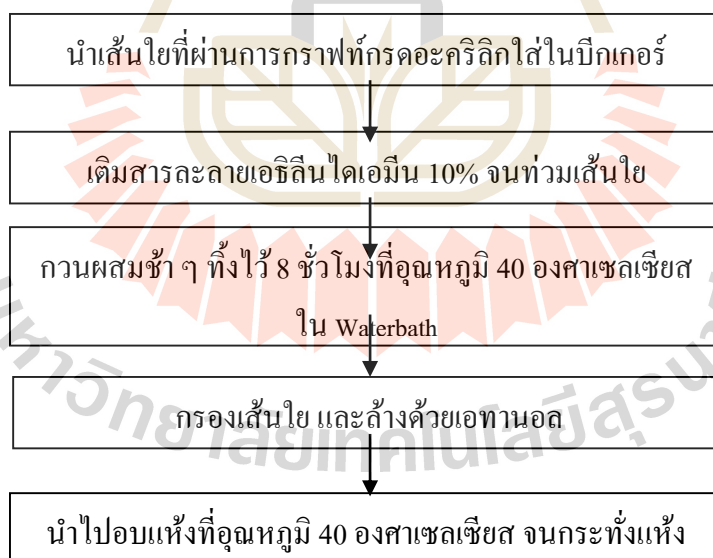 นำเส้นใยที่ผ่านการกราฟท์กรดอะคริลิกใส่ในบีกเกอร์
เติมสารละลายเอธิลีนไดเอมีน 10% จนท่วมเส้นใย
กวนผสมช้า ๆ ทิ้งไว้ 8 ชั่วโมงที่อุณหภูมิ 40 องศาเซลเซียส
ใน Waterbath
กรองเส้นใย และล้างด้วยเอทานอล
นำไปอบแห้งที่อุณหภูมิ 40 องศาเซลเซียส จนกระทั่งแห้ง